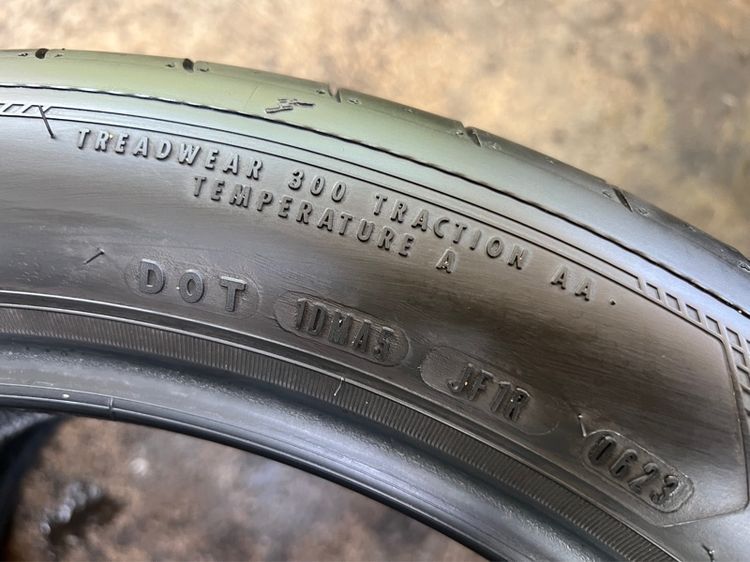 TREADWEAR 300 TRACTION AA
TEMPERATURE A
DOT 1DMA5 JF1R 0623